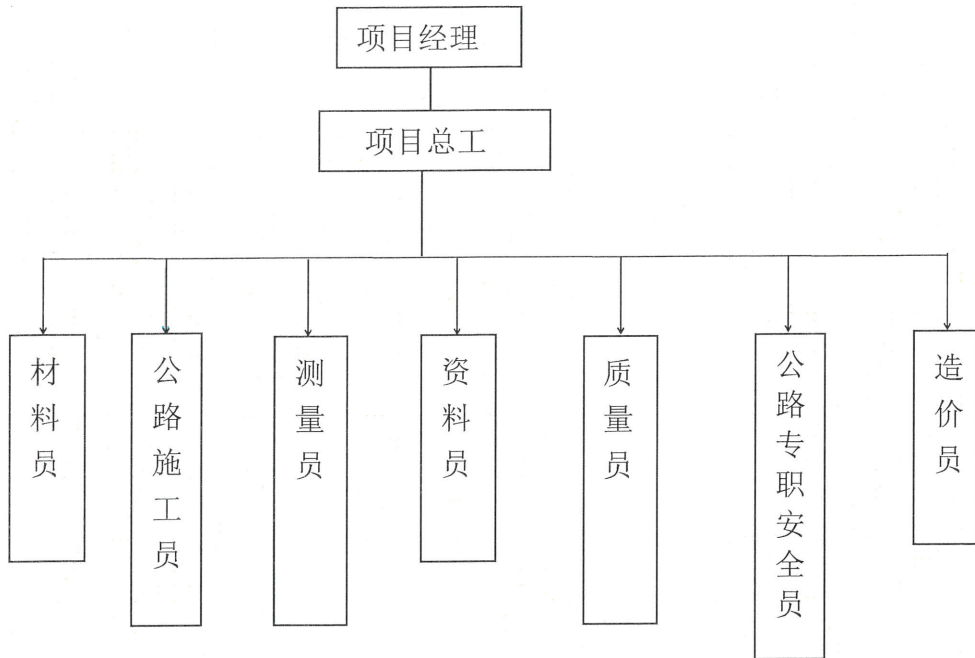 项目经理
项目总工
材料员
公路施工员
测量员
资料员
质量员
公路专职安全员
造价员